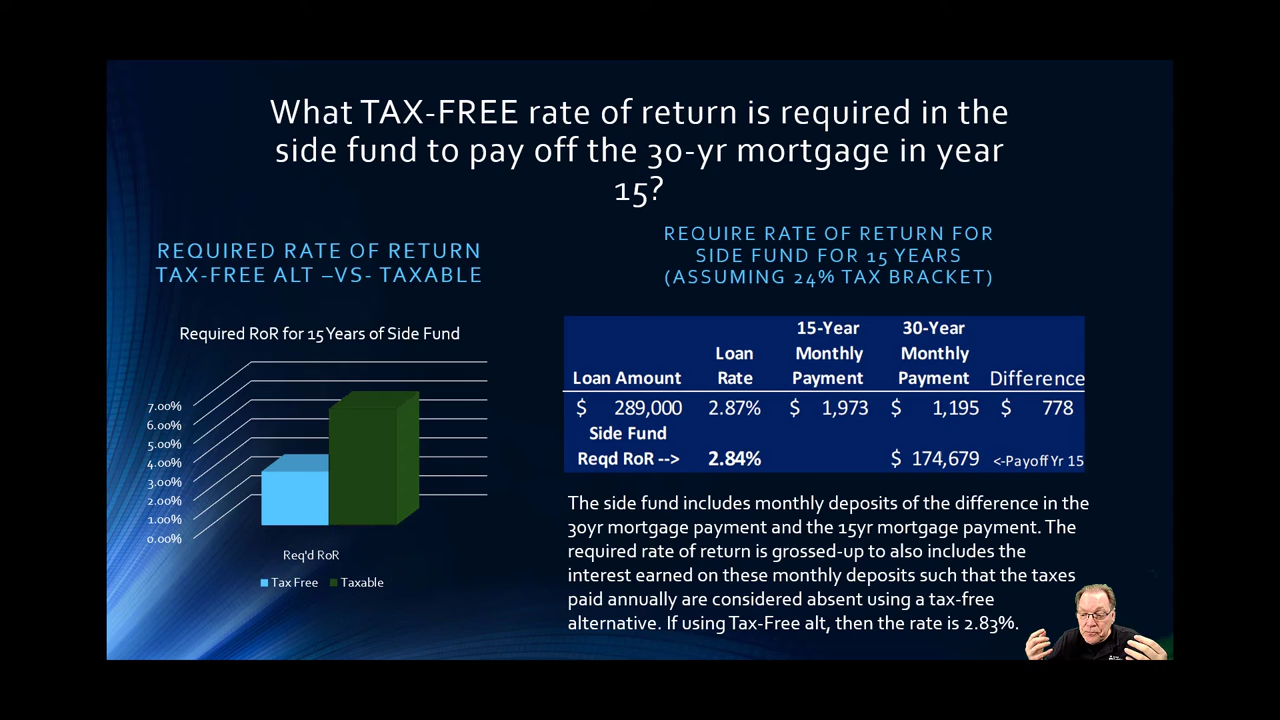 What TAX-FREE rate of return is required in the
side fund to pay off the 30-yr mortgage in year
15?
REQUIRED RATE OF RETURN
TAX-FREE ALT –VS- TAXABLE
Required RoR for 15 Years of Side Fund
7.00%
6.00%
5.00%
4.00%
3.00%
2.00%
1.00%
0.00%
Req'd RoR
Tax Free Taxable
REQUIRE RATE OF RETURN FOR
SIDE FUND FOR 15 YEARS
(ASSUMING 24% TAX BRACKET)
15-Year 30-Year
Loan Monthly Monthly
Loan Amount Rate Payment Payment Difference
$ 289,000 2.87% $ 1,973 $ 1,195 $ 778
Side Fund
Reqd RoR --> 2.84% $ 174,679 <-Payoff Yr 15
The side fund includes monthly deposits of the difference in the
30yr mortgage payment and the 15yr mortgage payment. The
required rate of return is grossed-up to also includes the
interest earned on these monthly deposits such that the taxes
paid annually are considered absent using a tax-free
alternative. If using Tax-Free alt, then the rate is 2.83%.